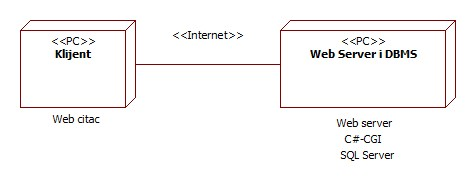 <<PC>>
Klijent
<<Internet>>
<<PC>>
Web Server i DBMS
Web citac
Web server
C#-CGI
SQL Server